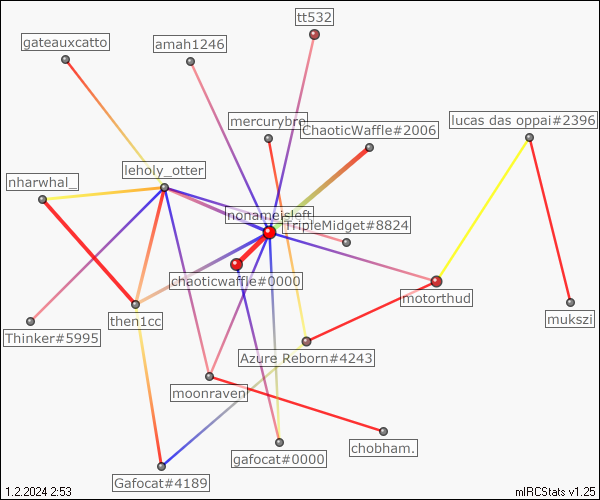 tt532
gateauxcatto
amah1246
mercurybre
lucas das oppai#2396
ChaoticWaffle#2006
leholy_otter
nharwhal_
nonameisleft
TripleMidget#8824
chaoticwaffle#0000
motorthud
then1cc
mukszi
Thinker#5995
Azure Reborn#4243
moonraven
chobham.
gafocat#0000
Gafocat#4189
1.2.2024 2:53
mIRCStats v1.25